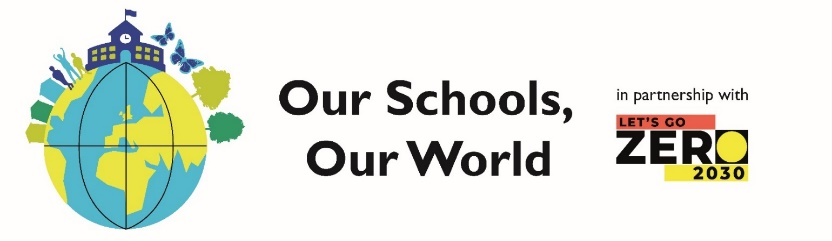 Our Schools,
Our World
in partnership with
LET'S GO
ZERO
2030